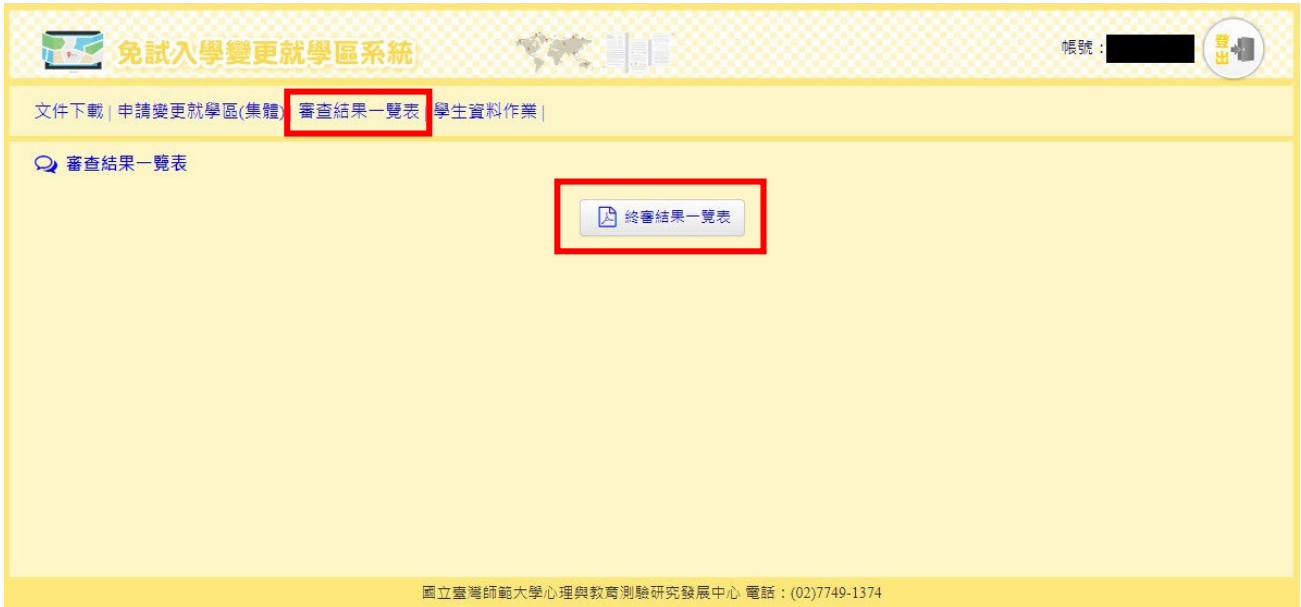 免試入學變更就學區系統
帳號：
登出
文件下載 | 申請變更就學區(集體) | 審查結果一覽表 | 學生資料作業 |
審查結果一覽表
終審結果一覽表
國立臺灣師範大學心理與教育測驗研究發展中心 電話：(02)7749-1374